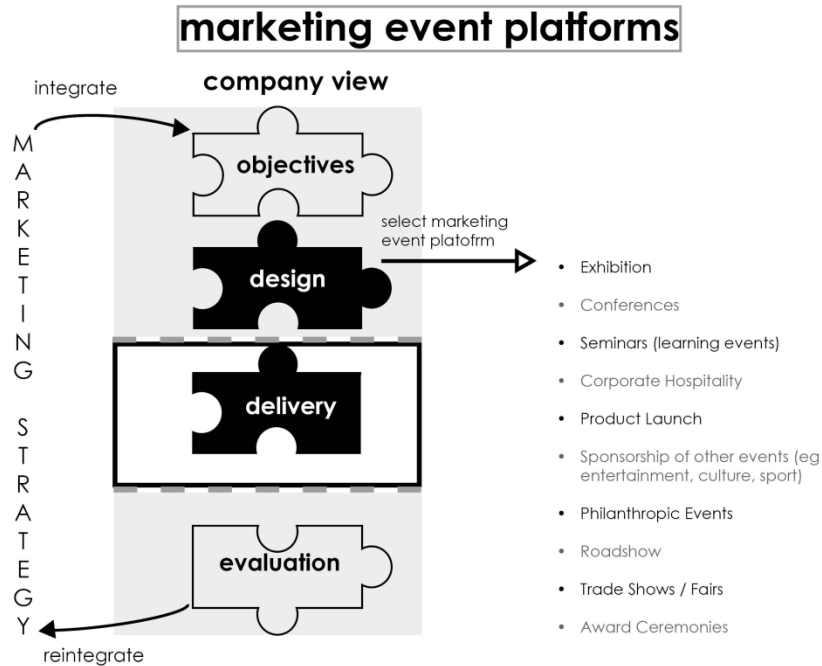 marketing event platforms
company view
integrate
MARKETING STRATEGY
objectives
select marketing
event platofrm
design
delivery
evaluation
reintegrate
• Exhibition
• Conferences
• Seminars (learning events)
• Corporate Hospitality
• Product Launch
• Sponsorship of other events (eg
entertainment, culture, sport)
• Philanthropic Events
• Roadshow
• Trade Shows / Fairs
• Award Ceremonies